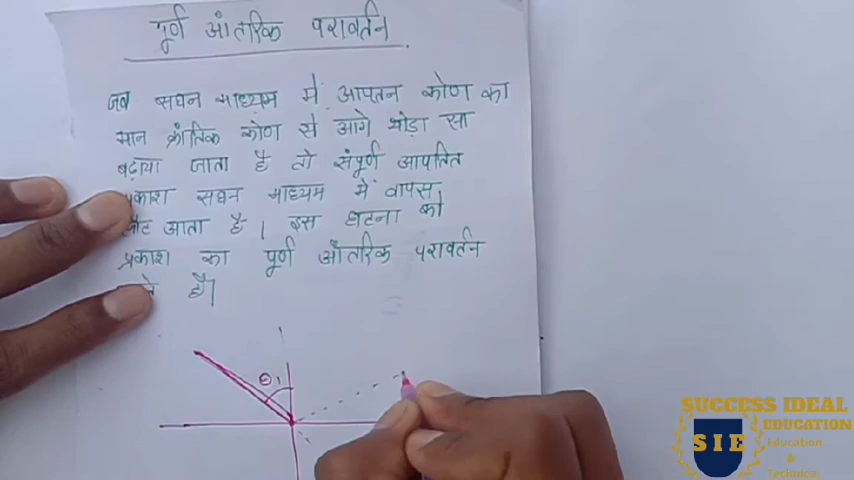 पूर्ण आंतरिक परावर्तन
जब सघन माध्यम में आपतन कोण का
मान क्रांतिक कोण से आगे थोड़ा सा
बढ़ाया जाता है तो संपूर्ण आपतित
प्रकाश सघन माध्यम में वापस
आता है। इस घटना को
प्रकाश का पूर्ण आंतरिक परावर्तन
है।
Θ₁
SUCCESS IDEAL
EDUCATION
SIE
Education
&
Technical